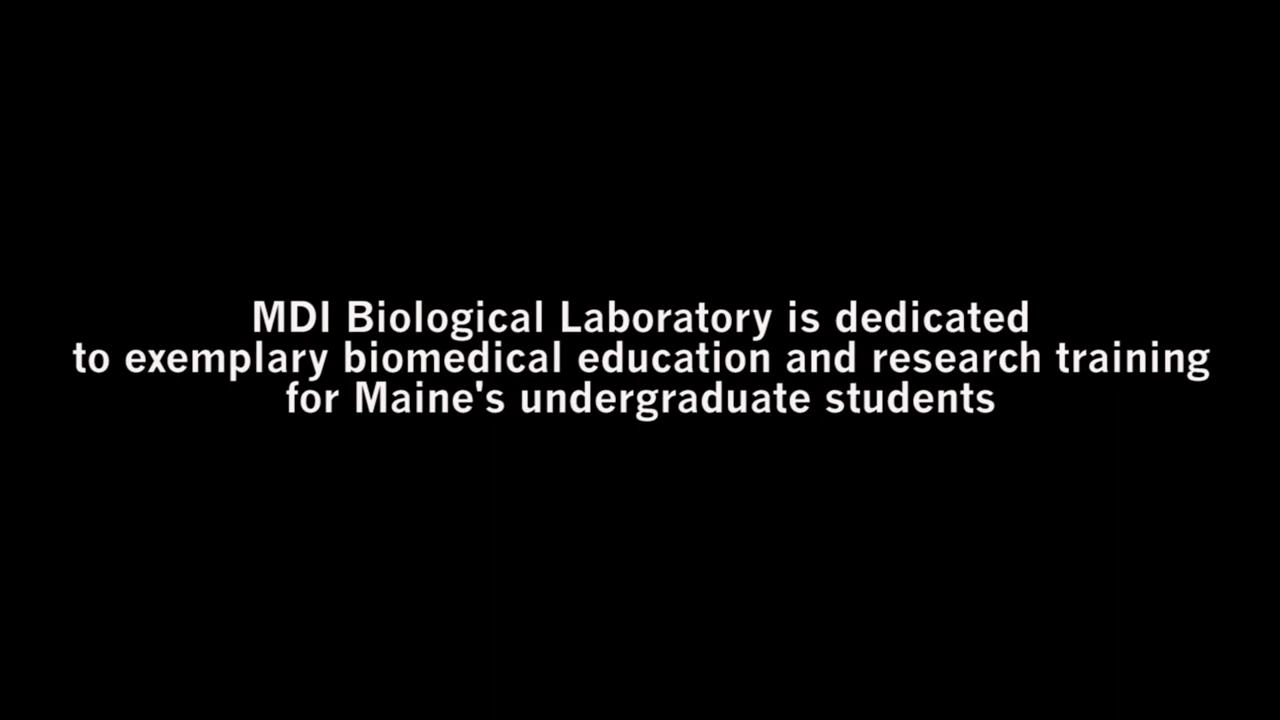 MDI Biological Laboratory is dedicated
to exemplary biomedical education and research training
for Maine's undergraduate students